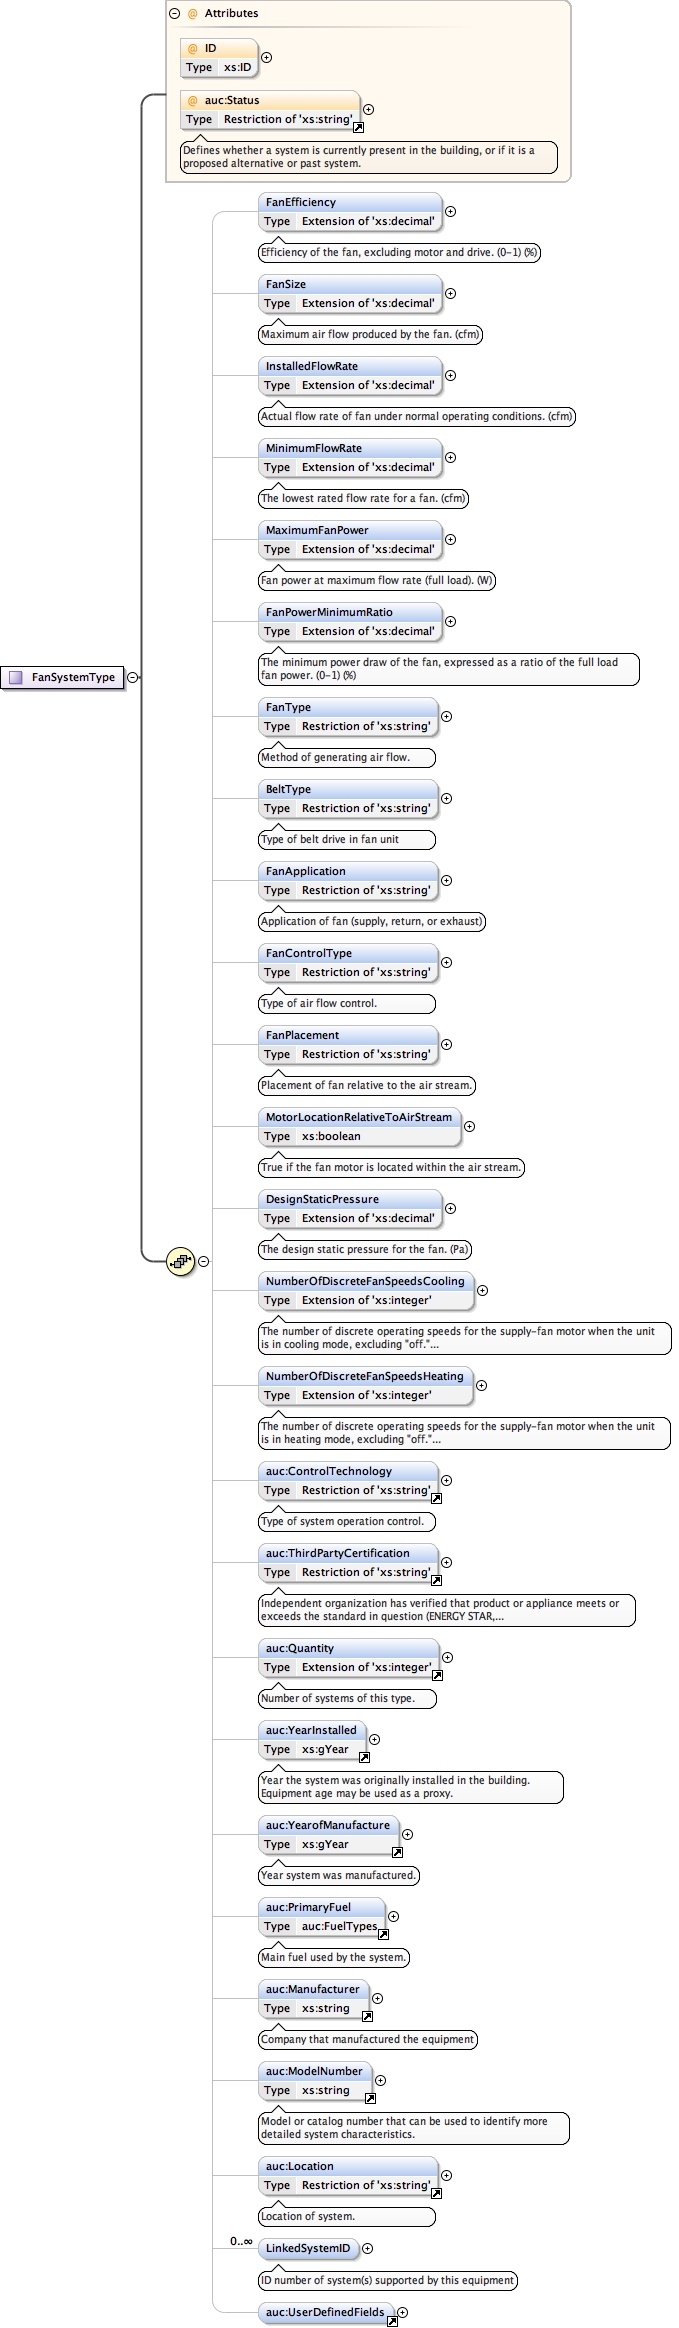 @ Attributes
@ ID
Type xs:ID
@ auc:Status
Type Restriction of 'xs:string'
Defines whether a system is currently present in the building, or if it is a
proposed alternative or past system.
FanEfficiency
Type Extension of 'xs:decimal'
Efficiency of the fan, excluding motor and drive. (0-1) (%)
FanSize
Type Extension of 'xs:decimal'
Maximum air flow produced by the fan. (cfm)
InstalledFlowRate
Type Extension of 'xs:decimal'
Actual flow rate of fan under normal operating conditions. (cfm)
MinimumFlowRate
Type Extension of 'xs:decimal'
The lowest rated flow rate for a fan. (cfm)
MaximumFanPower
Type Extension of 'xs:decimal'
Fan power at maximum flow rate (full load). (W)
FanPowerMinimumRatio
Type Extension of 'xs:decimal'
The minimum power draw of the fan, expressed as a ratio of the full load
fan power. (0-1) (%)
FanSystemType
FanType
Type Restriction of 'xs:string'
Method of generating air flow.
BeltType
Type Restriction of 'xs:string'
Type of belt drive in fan unit
FanApplication
Type Restriction of 'xs:string'
Application of fan (supply, return, or exhaust)
FanControlType
Type Restriction of 'xs:string'
Type of air flow control.
FanPlacement
Type Restriction of 'xs:string'
Placement of fan relative to the air stream.
MotorLocationRelativeToAirStream
Type xs:boolean
True if the fan motor is located within the air stream.
DesignStaticPressure
Type Extension of 'xs:decimal'
The design static pressure for the fan. (Pa)
NumberOfDiscreteFanSpeedsCooling
Type Extension of 'xs:integer'
The number of discrete operating speeds for the supply-fan motor when the unit
is in cooling mode, excluding "off."...
NumberOfDiscreteFanSpeedsHeating
Type Extension of 'xs:integer'
The number of discrete operating speeds for the supply-fan motor when the unit
is in heating mode, excluding "off."...
auc:ControlTechnology
Type Restriction of 'xs:string'
Type of system operation control.
auc:ThirdPartyCertification
Type Restriction of 'xs:string'
Independent organization has verified that product or appliance meets or
exceeds the standard in question (ENERGY STAR,...
auc:Quantity
Type Extension of 'xs:integer'
Number of systems of this type.
auc:YearInstalled
Type xs:gYear
Year the system was originally installed in the building.
Equipment age may be used as a proxy.
auc:YearofManufacture
Type xs:gYear
Year system was manufactured.
auc:PrimaryFuel
Type auc:FuelTypes
Main fuel used by the system.
auc:Manufacturer
Type xs:string
Company that manufactured the equipment
auc:ModelNumber
Type xs:string
Model or catalog number that can be used to identify more
detailed system characteristics.
auc:Location
Type Restriction of 'xs:string'
Location of system.
0..∞
LinkedSystemID
ID number of system(s) supported by this equipment
auc:UserDefinedFields